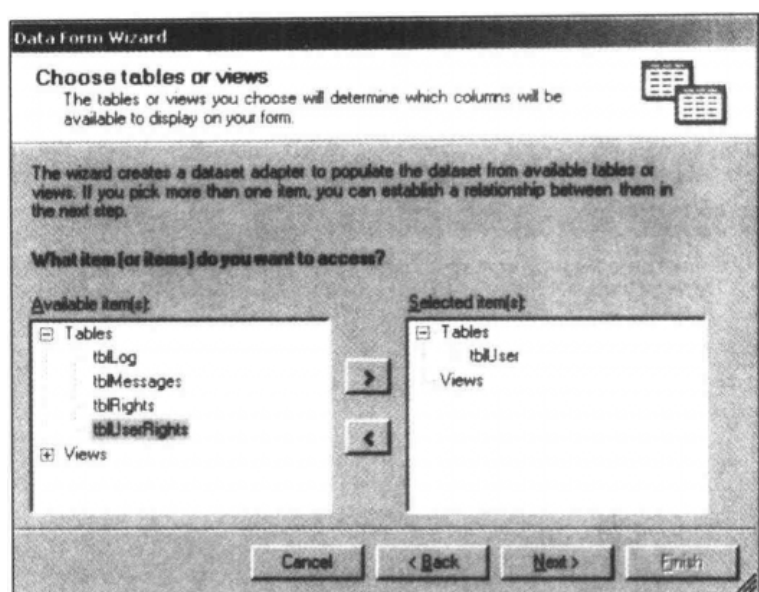 Data Form Wizard
Choose tables or views
The tables or views you choose will determine which columns will be
available to display on your form.
The wizard creates a dataset adapter to populate the dataset from available tables or
views. If you pick more than one item, you can establish a relationship between them in
the next step.
What item (or items) do you want to access?
Available item(s):
Tables
tblLog
tblMessages
tblRights
tblUserRights
Views
>
<
Selected item(s):
Tables
tblUser
Views
Cancel
< Back
Next >
Finish